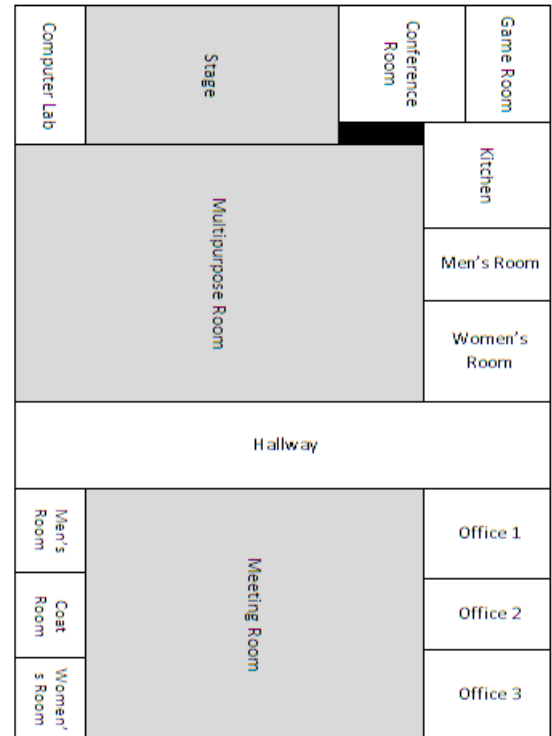 Computer Lab
Stage
Conference
Room
Game Room
Kitchen
Multipurpose Room
Men's Room
Women's
Room
Hallway
Men's
Room
Meeting Room
Office 1
Coat
Room
Office 2
Women'
s Room
Office 3